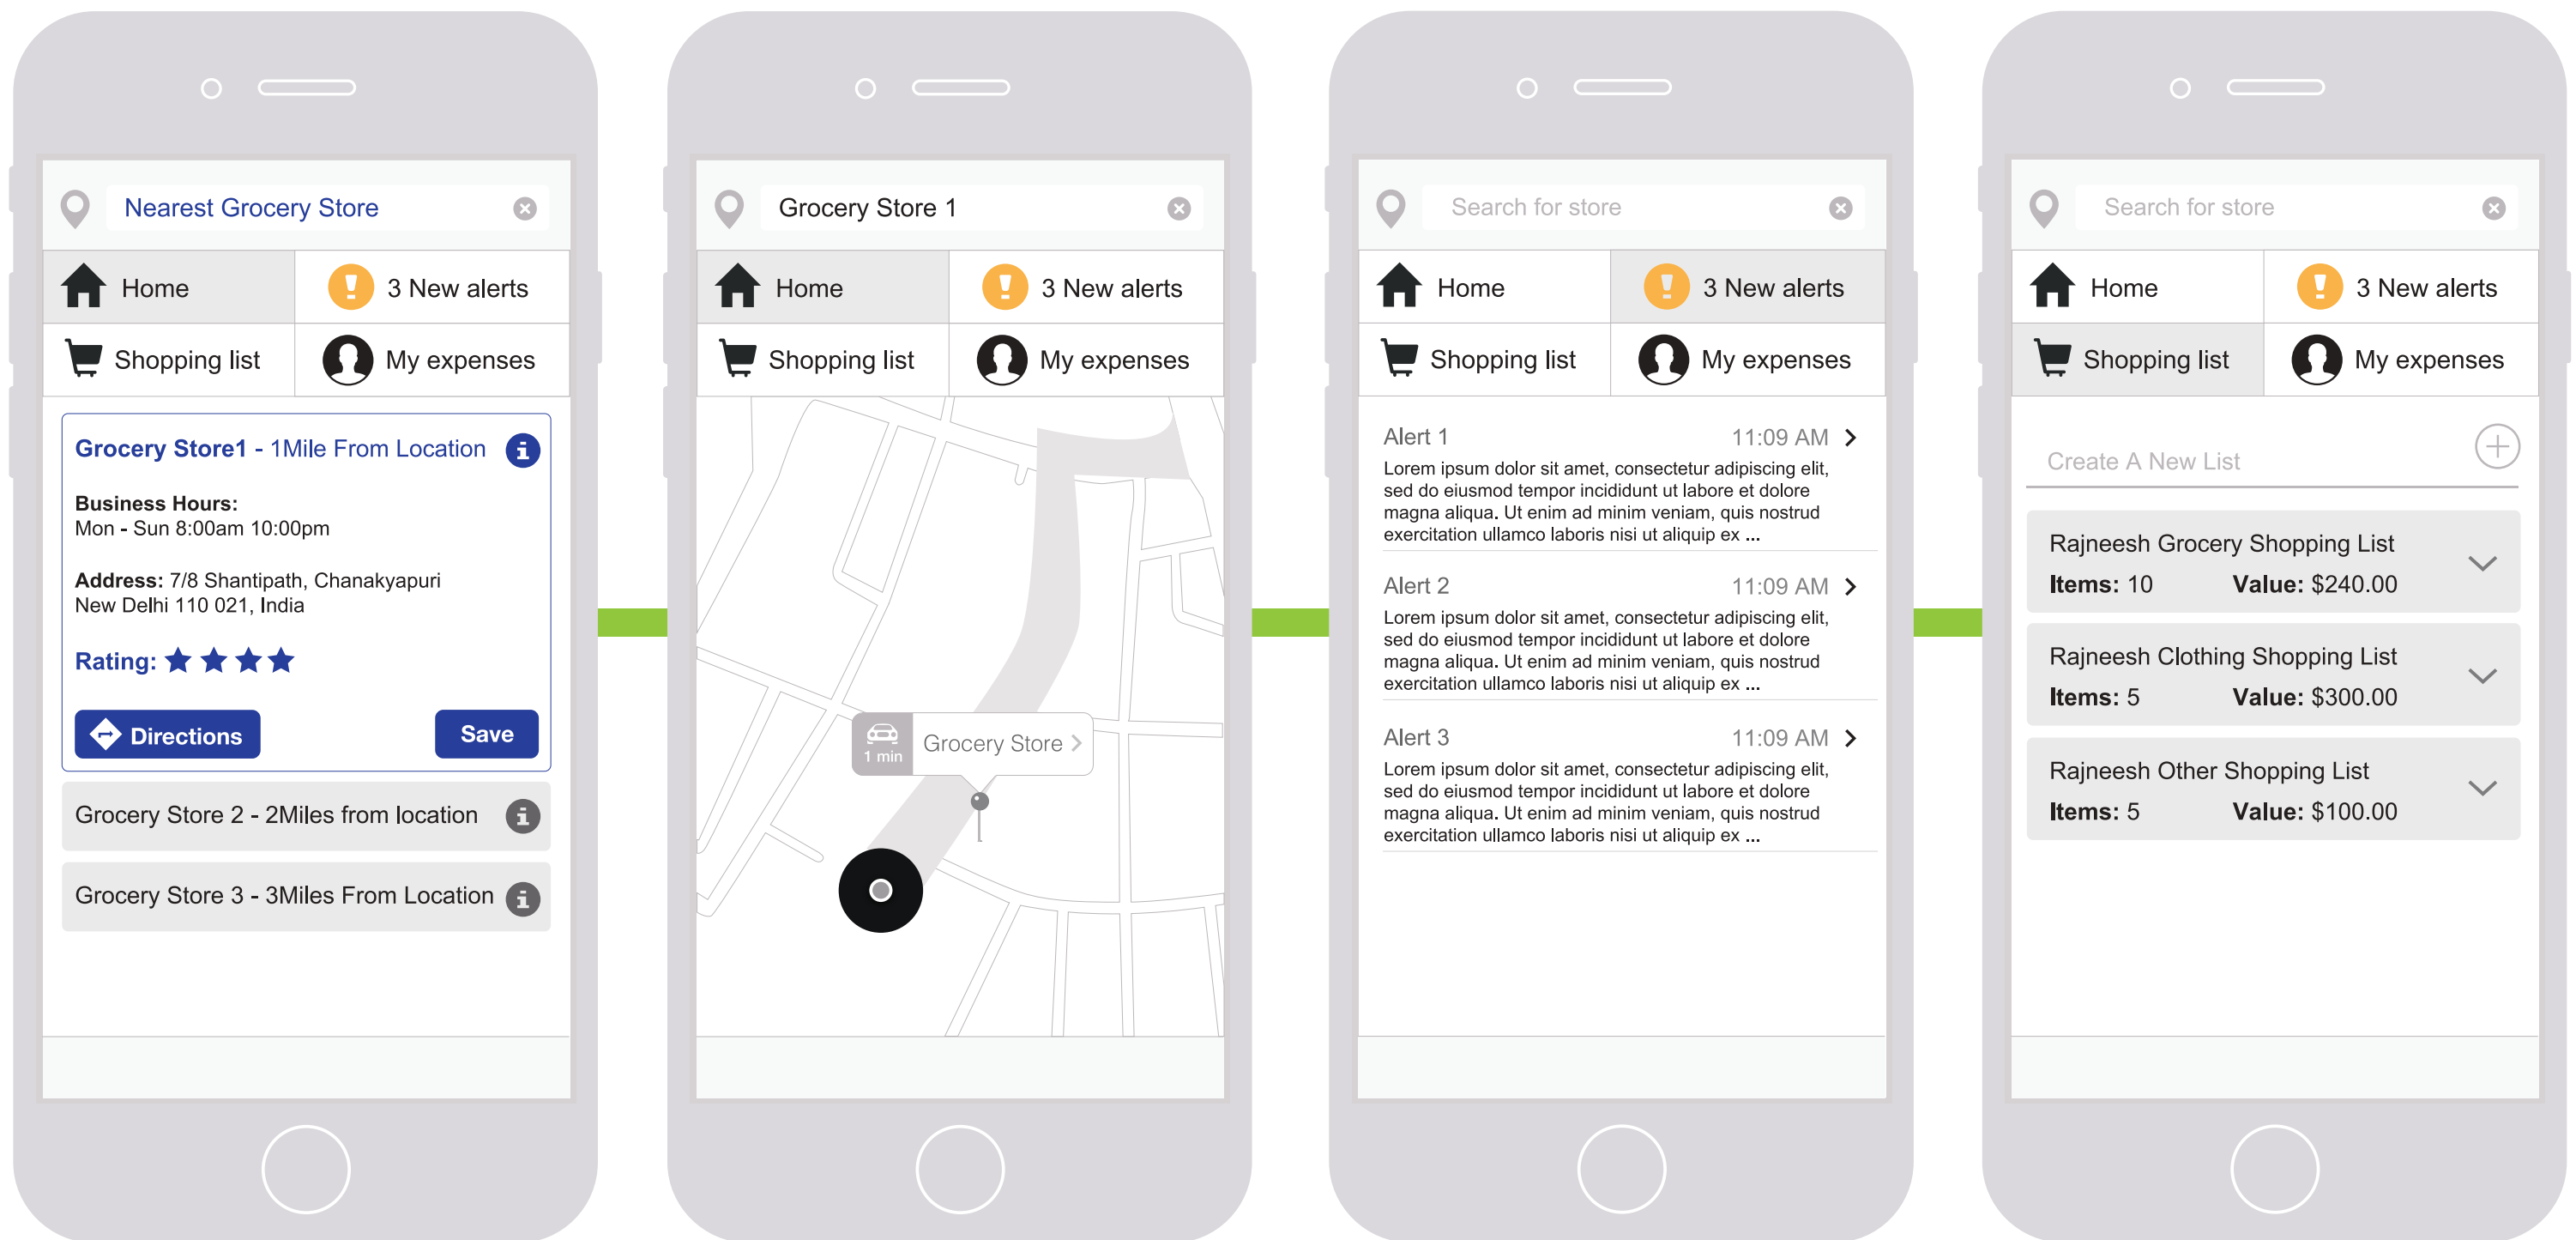 Nearest Grocery Store
Home
3 New alerts
Shopping list
My expenses
Grocery Store1 - 1Mile From Location
Business Hours:
Mon - Sun 8:00am 10:00pm
Address: 7/8 Shantipath, Chanakyapuri
New Delhi 110 021, India
Rating:
Directions
Save
Grocery Store 2 - 2Miles from location
Grocery Store 3 - 3Miles From Location
Grocery Store 1
Home
3 New alerts
Shopping list
My expenses
1 min
Grocery Store
Search for store
Home
3 New alerts
Shopping list
My expenses
Alert 1 11:09 AM
Lorem ipsum dolor sit amet, consectetur adipiscing elit,
sed do eiusmod tempor incididunt ut labore et dolore
magna aliqua. Ut enim ad minim veniam, quis nostrud
exercitation ullamco laboris nisi ut aliquip ex ...
Alert 2 11:09 AM
Lorem ipsum dolor sit amet, consectetur adipiscing elit,
sed do eiusmod tempor incididunt ut labore et dolore
magna aliqua. Ut enim ad minim veniam, quis nostrud
exercitation ullamco laboris nisi ut aliquip ex ...
Alert 3 11:09 AM
Lorem ipsum dolor sit amet, consectetur adipiscing elit,
sed do eiusmod tempor incididunt ut labore et dolore
magna aliqua. Ut enim ad minim veniam, quis nostrud
exercitation ullamco laboris nisi ut aliquip ex ...
Search for store
Home
3 New alerts
Shopping list
My expenses
Create A New List
Rajneesh Grocery Shopping List
Items: 10 Value: $240.00
Rajneesh Clothing Shopping List
Items: 5 Value: $300.00
Rajneesh Other Shopping List
Items: 5 Value: $100.00